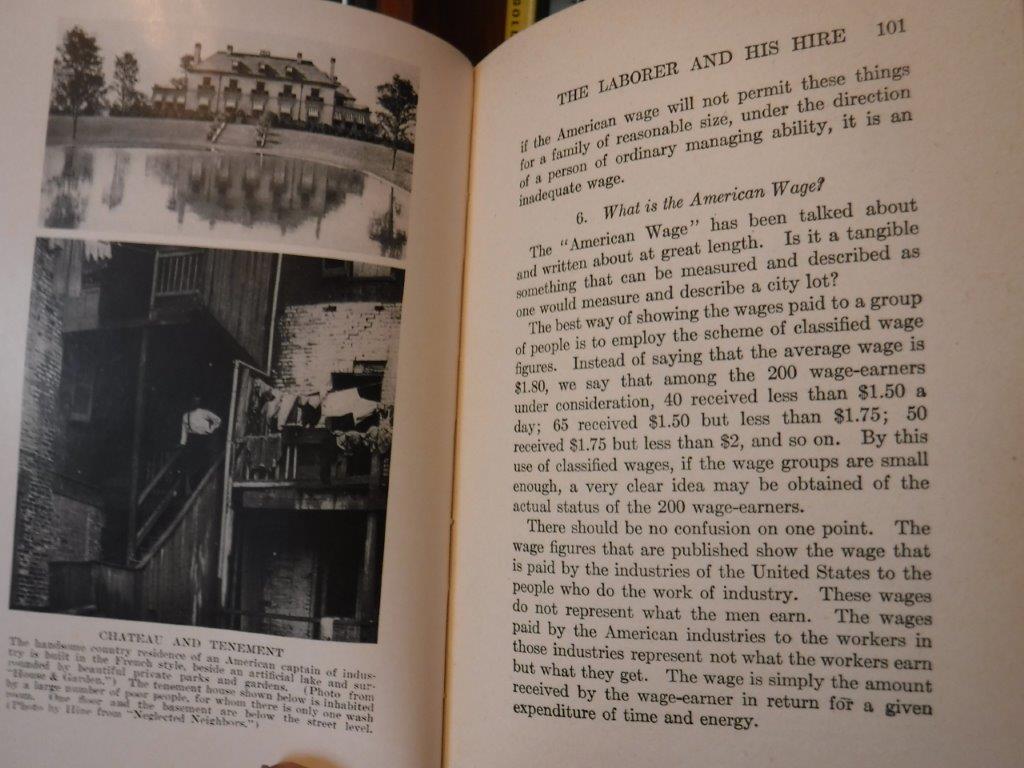 CHATEAU AND TENEMENT
The handsome country residence of an American captain of indus-
try is built in the French style, beside an artificial lake and sur-
rounded by beautiful private parks and gardens. (Photo from
"House & Garden.") The tenement house shown below is inhabited
by a large number of poor people, for whom there is only one wash
room. One floor and the basement are below the street level.
(Photo by Hine from "Neglected Neighbors.")
THE LABORER AND HIS HIRE 101
if the American wage will not permit these things
for a family of reasonable size, under the direction
of a person of ordinary managing ability, it is an
inadequate wage.
6. What is the American Wage?
The "American Wage" has been talked about
and written about at great length. Is it a tangible
something that can be measured and described as
one would measure and describe a city lot?
The best way of showing the wages paid to a group
of people is to employ the scheme of classified wage
figures. Instead of saying that the average wage is
$1.80, we say that among the 200 wage-earners
under consideration, 40 received less than $1.50 a
day; 65 received $1.50 but less than $1.75; 50
received $1.75 but less than $2, and so on. By this
use of classified wages, if the wage groups are small
enough, a very clear idea may be obtained of the
actual status of the 200 wage-earners.
There should be no confusion on one point. The
wage figures that are published show the wage that
is paid by the industries of the United States to the
people who do the work of industry. These wages
do not represent what the men earn. The wages
paid by the American industries to the workers in
those industries represent not what the workers earn
but what they get. The wage is simply the amount
received by the wage-earner in return for a given
expenditure of time and energy.